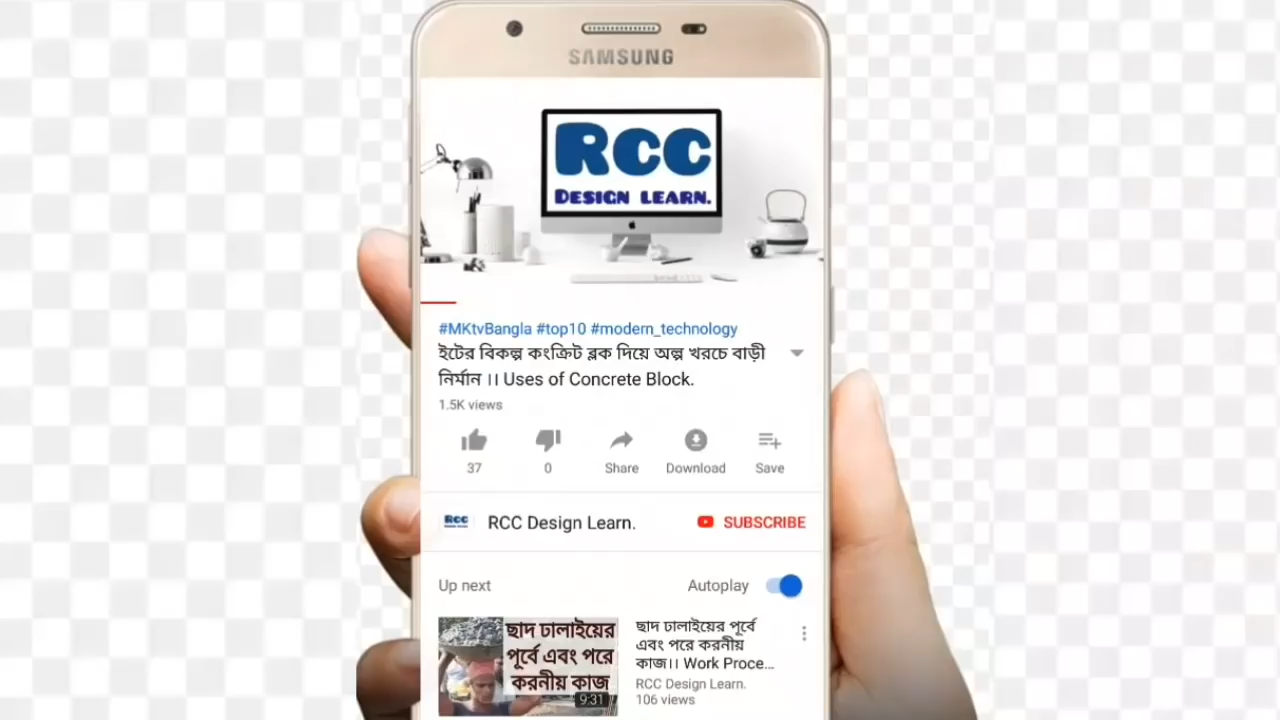 SAMSUNG
RCC
DESIGN LEARN.
#MKtvBangla #top10 #modern_technology
ইটের বিকল্প কংক্রিট ব্লক দিয়ে অল্প খরচে বাড়ী
নির্মান ।। Uses of Concrete Block.
1.5K views
37
0
Share
Download
Save
RCC
RCC Design Learn.
SUBSCRIBE
Up next
Autoplay
ছাদ ঢালাইয়ের
পূর্বে এবং পরে
করনীয় কাজ
9:31
ছাদ ঢালাইয়ের পূর্বে
এবং পরে করনীয়
কাজ।। Work Proce...
RCC Design Learn.
106 views